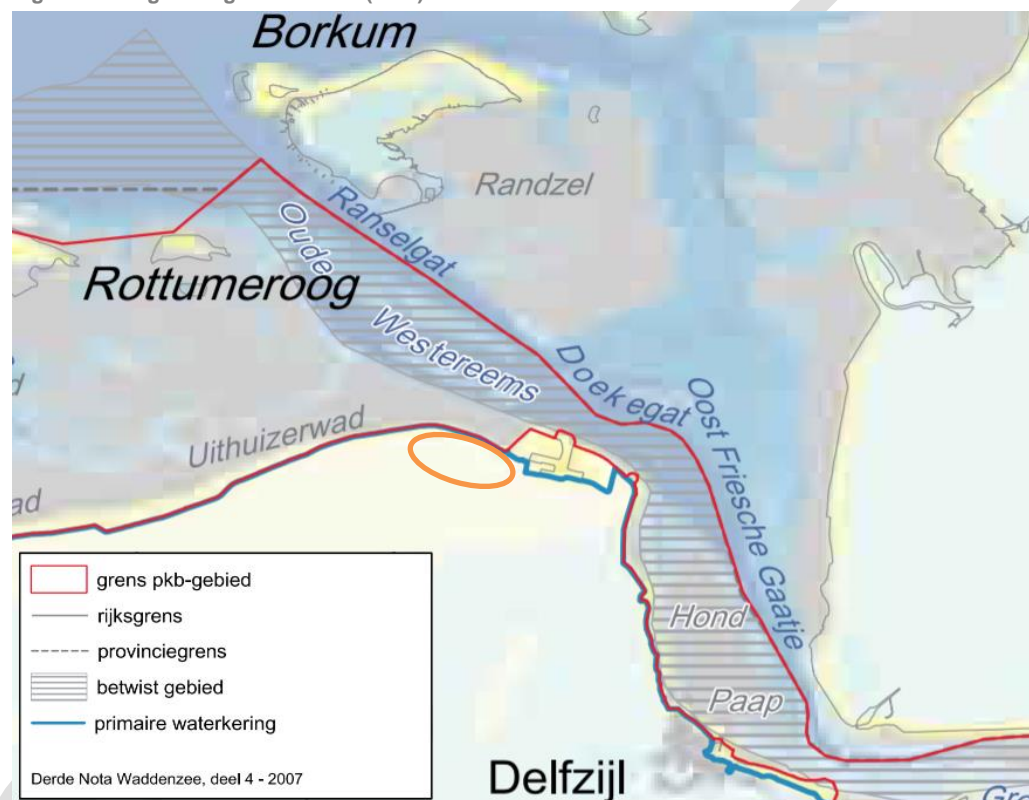 Borkum
Randzel
Ranselgat
Oude
Westereems
Rottumeroog
Doekegat
Oost Friesche Gaatje
Uithuizerwad
ad
Hond
Paap
Delfzijl
grens pkb-gebied
rijksgrens
provinciegrens
betwist gebied
primaire waterkering
Derde Nota Waddenzee, deel 4 - 2007